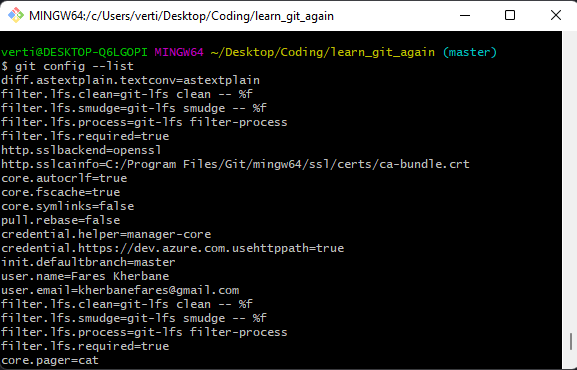 MINGW64:/c/Users/verti/Desktop/Coding/learn_git_again
verti@DESKTOP-Q6LGOPI MINGW64 ~/Desktop/Coding/learn_git_again (master)
$ git config --list
diff.astextplain.textconv=astextplain
filter.lfs.clean=git-lfs clean -- %f
filter.lfs.smudge=git-lfs smudge -- %f
filter.lfs.process=git-lfs filter-process
filter.lfs.required=true
http.sslbackend=openssl
http.sslcainfo=C:/Program Files/Git/mingw64/ssl/certs/ca-bundle.crt
core.autocrlf=true
core.fscache=true
core.symlinks=false
pull.rebase=false
credential.helper=manager-core
credential.https://dev.azure.com.usehttppath=true
init.defaultbranch=master
user.name=Fares Kherbane
user.email=kherbanefares@gmail.com
filter.lfs.clean=git-lfs clean -- %f
filter.lfs.smudge=git-lfs smudge -- %f
filter.lfs.process=git-lfs filter-process
filter.lfs.required=true
core.pager=cat